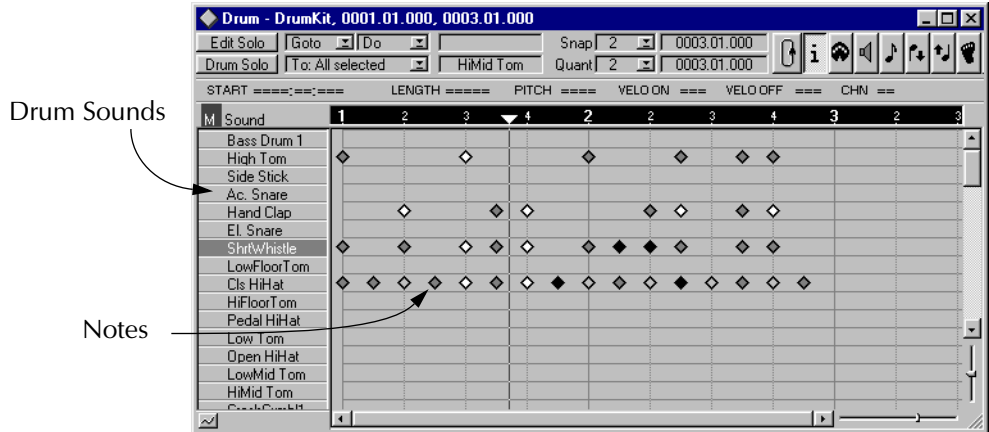 Drum - DrumKit, 0001.01.000, 0003.01.000
Edit Solo Goto Do Snap 2 0003.01.000
Drum Solo To: All selected HiMid Tom Quant 2 0003.01.000
START ====:==:=== LENGTH ===== PITCH ==== VELO ON === VELO OFF === CHN ==
Drum Sounds
M Sound 1 2 3 4 2 2 3 4 3 2 3
Bass Drum 1
High Tom
Side Stick
Ac. Snare
Hand Clap
El. Snare
ShrtWhistle
LowFloorTom
Cls HiHat
HiFloorTom
Pedal HiHat
Notes
Low Tom
Open HiHat
LowMid Tom
HiMid Tom